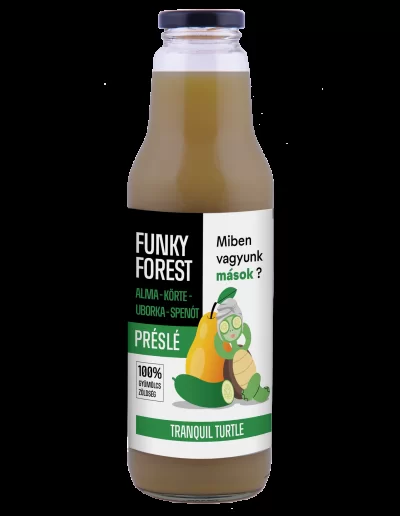 FUNKY
FOREST
ALMA - KÖRTE -
UBORKA - SPENÓT
PRÉSLÉ
100%
GYÜMÖLCS
ZÖLDSÉG
Miben
vagyunk
mások ?
TRANQUIL TURTLE